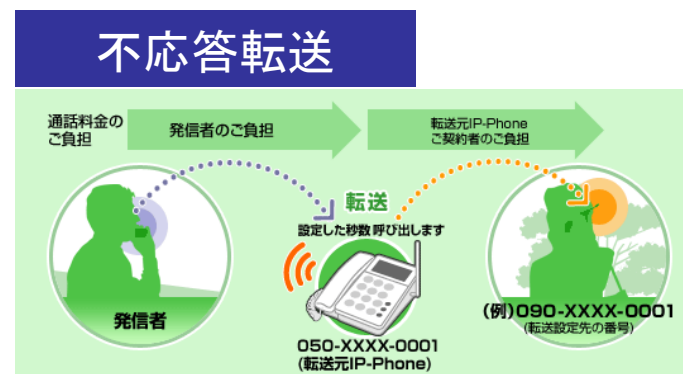 不応答転送
通話料金の
ご負担
発信者のご負担
転送元IP-Phone
ご契約者のご負担
転送
設定した秒数 呼び出します
発信者
050-XXXX-0001
(転送元IP-Phone)
(例)090-XXXX-0001
(転送設定先の番号)